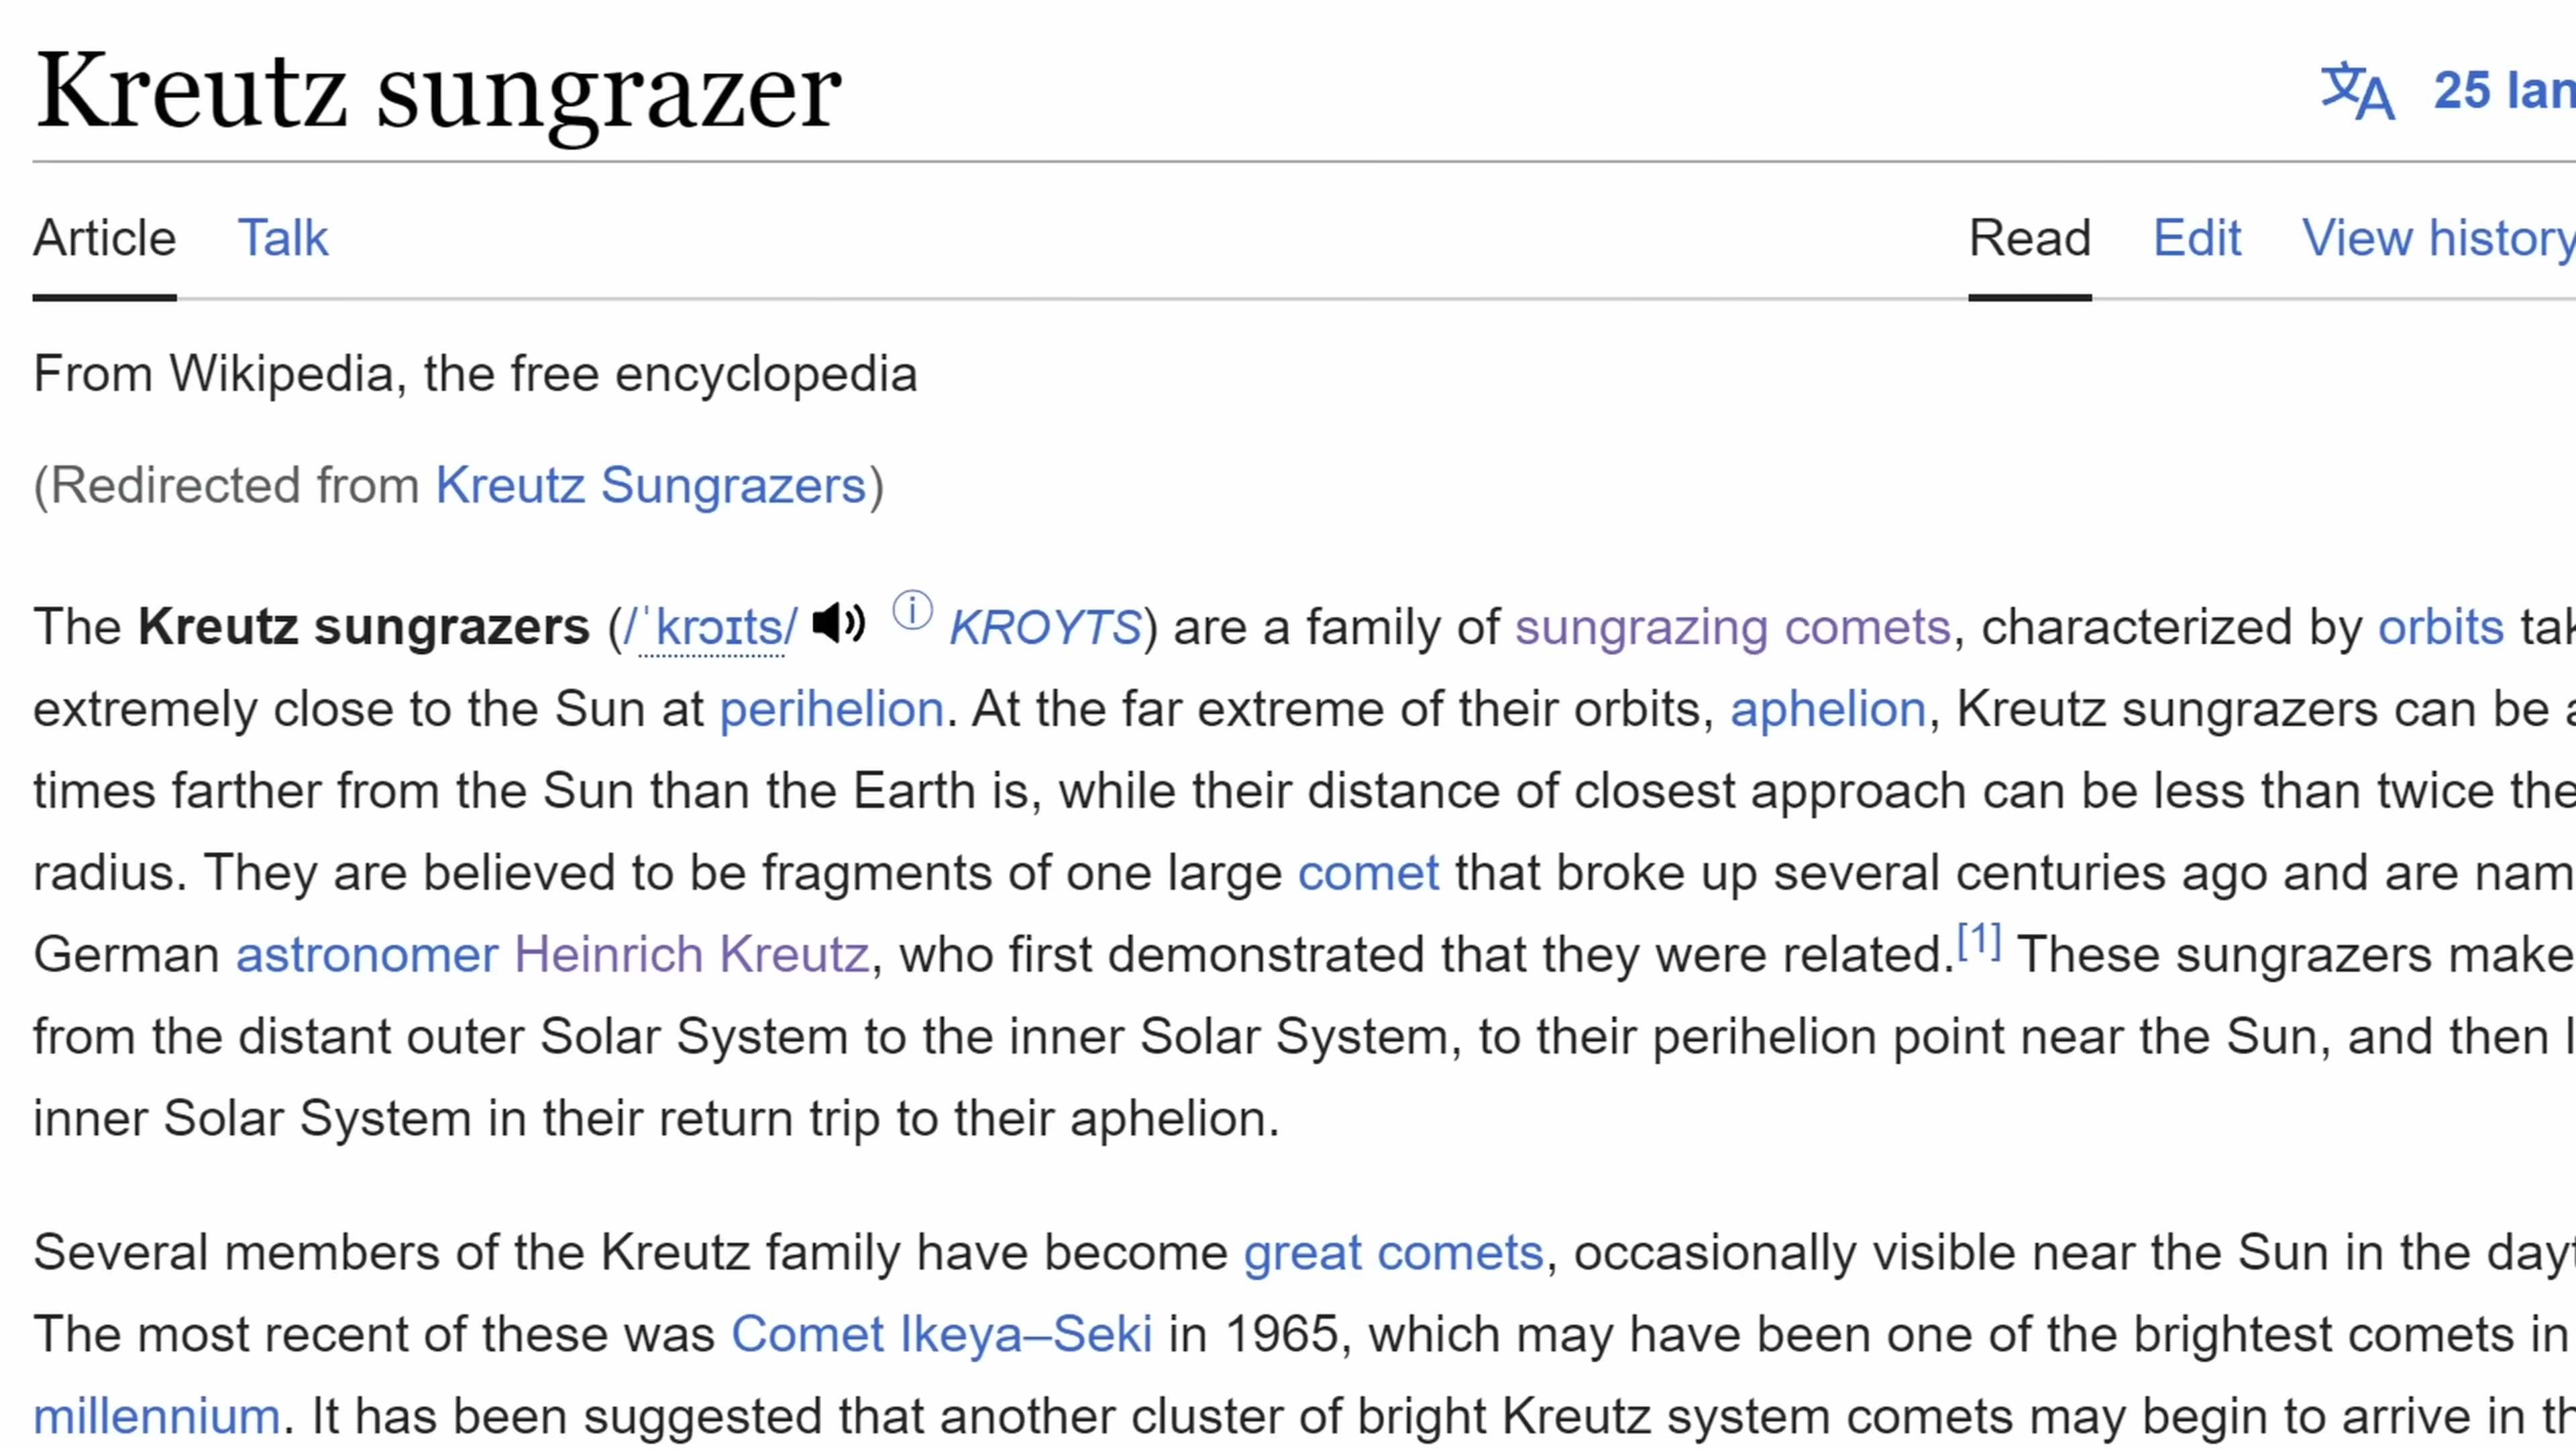 Kreutz sungrazer
文A 25 lan
Article Talk Read Edit View history
From Wikipedia, the free encyclopedia
(Redirected from Kreutz Sungrazers)
The Kreutz sungrazers (/ˈkrɔɪts/ ⓘ KROYTS) are a family of sungrazing comets, characterized by orbits tak
extremely close to the Sun at perihelion. At the far extreme of their orbits, aphelion, Kreutz sungrazers can be a
times farther from the Sun than the Earth is, while their distance of closest approach can be less than twice the
radius. They are believed to be fragments of one large comet that broke up several centuries ago and are nam
German astronomer Heinrich Kreutz, who first demonstrated that they were related.[1] These sungrazers make
from the distant outer Solar System to the inner Solar System, to their perihelion point near the Sun, and then l
inner Solar System in their return trip to their aphelion.
Several members of the Kreutz family have become great comets, occasionally visible near the Sun in the dayt
The most recent of these was Comet Ikeya–Seki in 1965, which may have been one of the brightest comets in
millennium. It has been suggested that another cluster of bright Kreutz system comets may begin to arrive in th